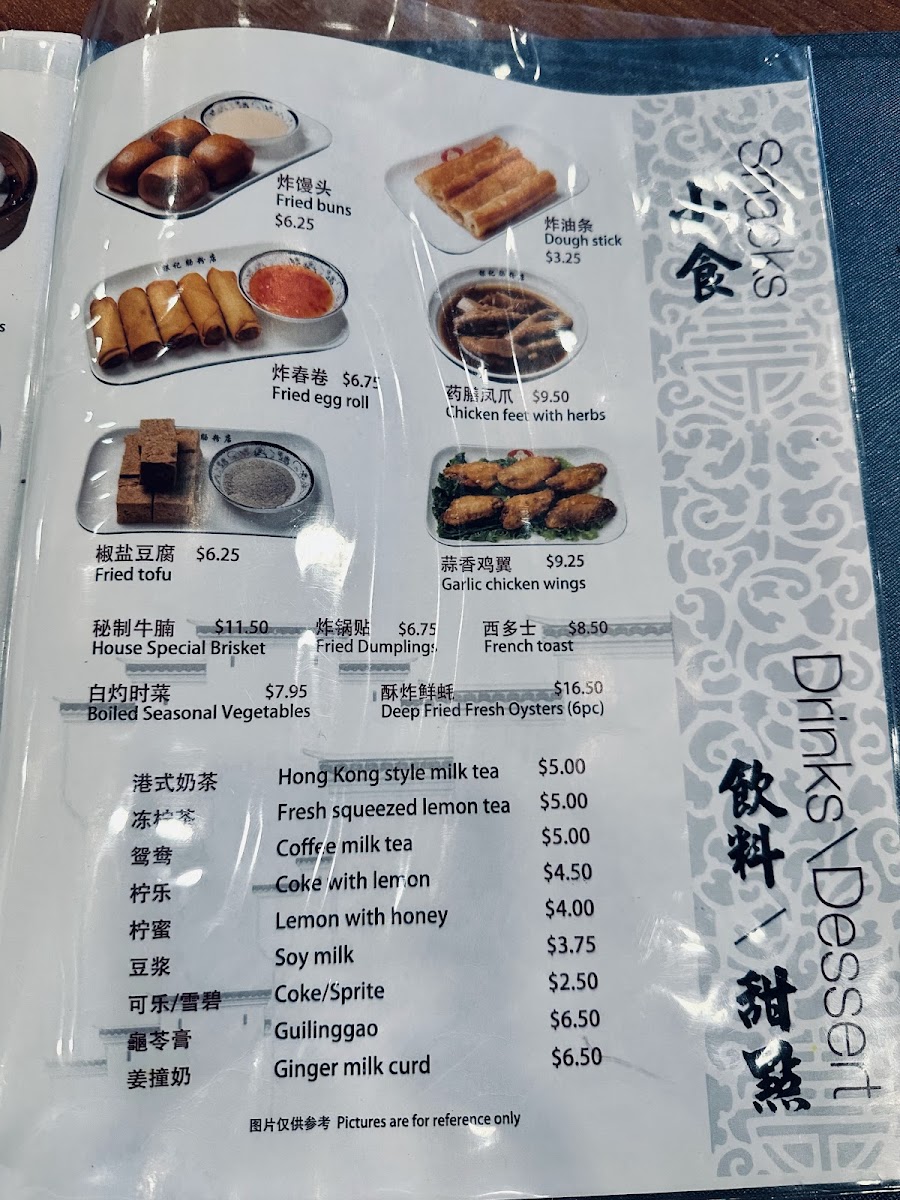 Snacks
小食
炸馒头
Fried buns
$6.25
炸油条
Dough stick
$3.25
炸春卷 $6.75
Fried egg roll
药膳凤爪 $9.50
Chicken feet with herbs
椒盐豆腐 $6.25
Fried tofu
蒜香鸡翼 $9.25
Garlic chicken wings
秘制牛腩 $11.50
House Special Brisket
炸锅贴 $6.75
Fried Dumplings
西多士 $8.50
French toast
白灼时菜 $7.95
Boiled Seasonal Vegetables
酥炸鲜蚝 $16.50
Deep Fried Fresh Oysters (6pc)
Drinks\Dessert
飲料/甜點
港式奶茶 Hong Kong style milk tea $5.00
冻柠茶 Fresh squeezed lemon tea $5.00
鸳鸯 Coffee milk tea $5.00
柠乐 Coke with lemon $4.50
柠蜜 Lemon with honey $4.00
豆浆 Soy milk $3.75
可乐/雪碧 Coke/Sprite $2.50
龜苓膏 Guilinggao $6.50
姜撞奶 Ginger milk curd $6.50
图片仅供参考 Pictures are for reference only